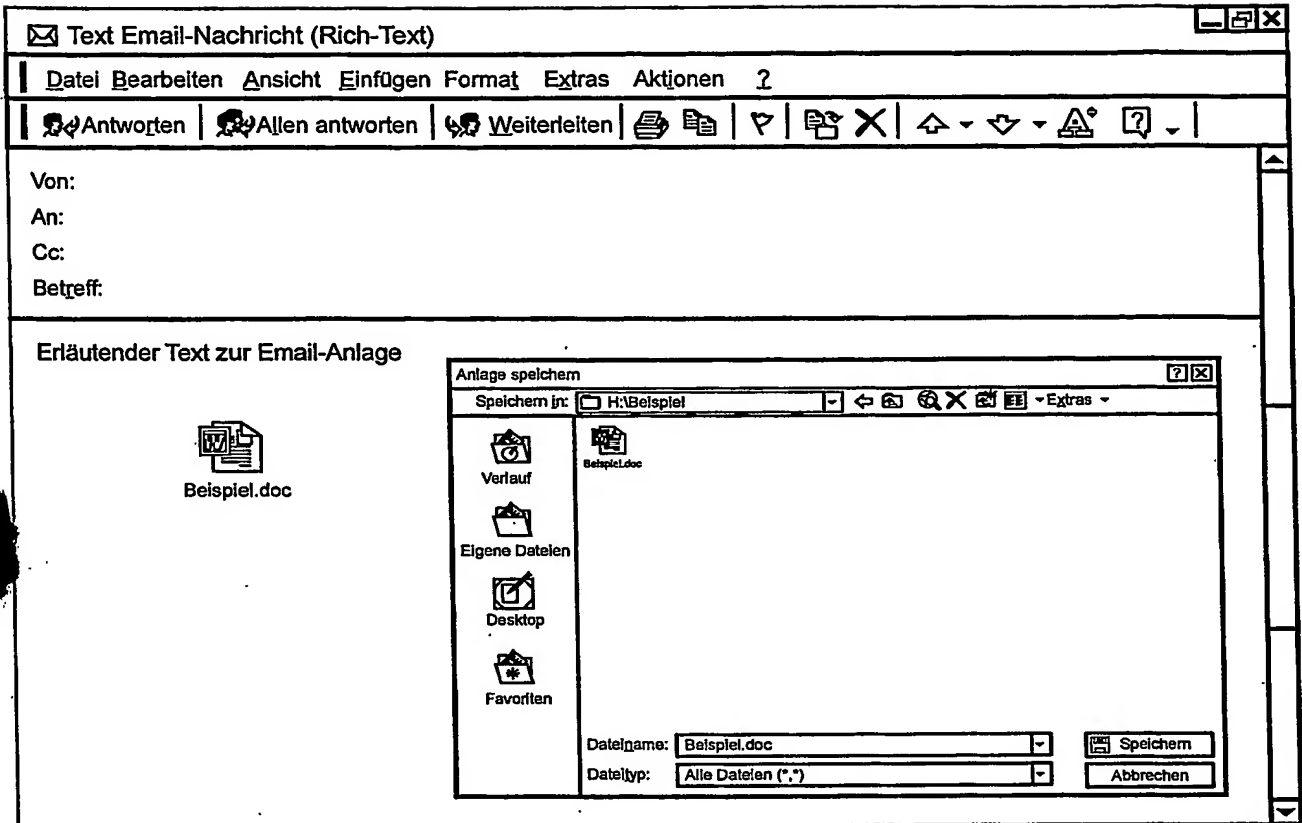 Text Email-Nachricht (Rich-Text)
Datei Bearbeiten Ansicht Einfügen Format Extras Aktionen ?
Antworten Allen antworten Weiterleiten
Von:
An:
Cc:
Betreff:
Erläutender Text zur Email-Anlage
Beispiel.doc
Anlage speichern
Speichern in: H:\Beispiel Extras
Beispiel.doc
Verlauf
Eigene Dateien
Desktop
Favoriten
Dateiname: Beispiel.doc Speichern
Dateityp: Alle Dateien (*,*) Abbrechen